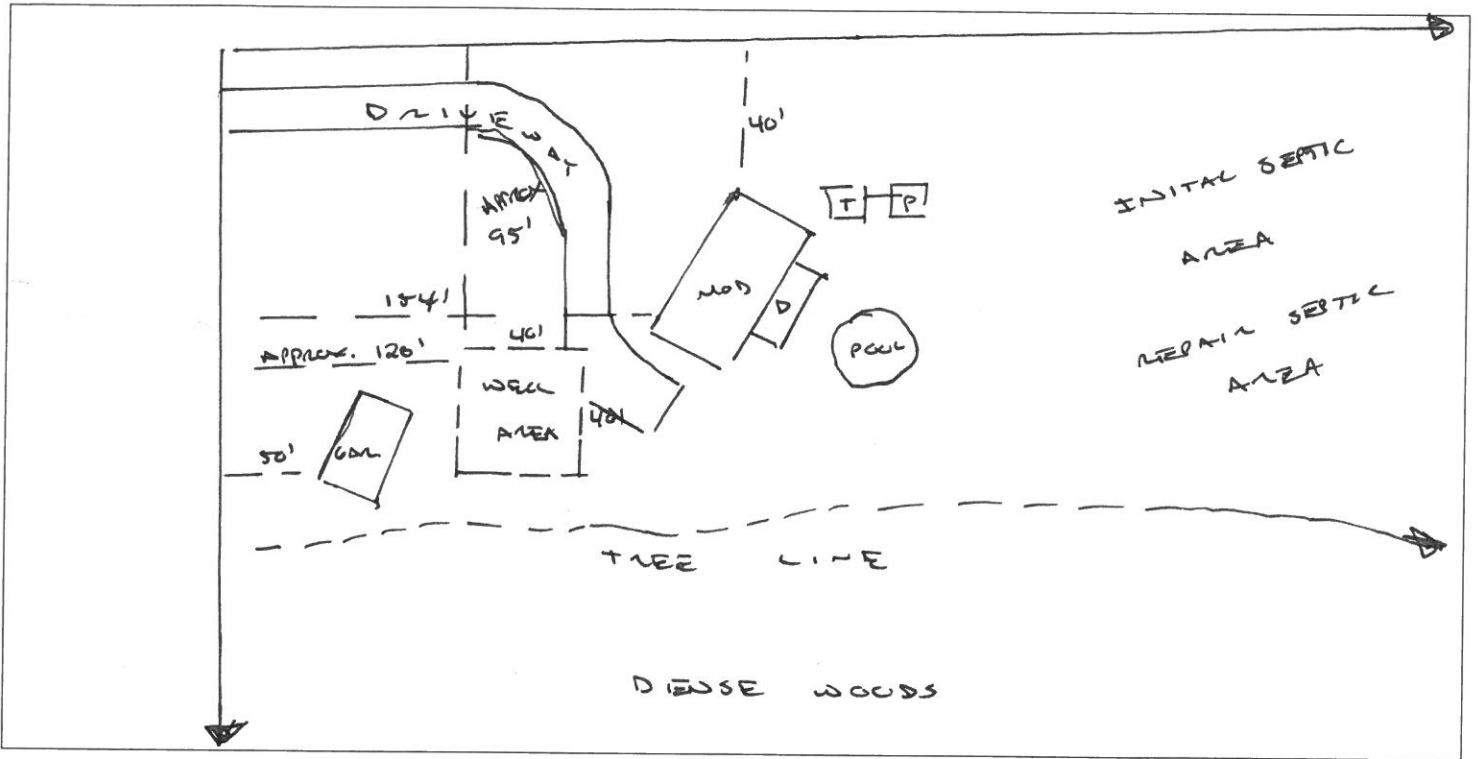 DRIVEWAY
40'
APPROX
95'
T P
INITAL SEPTIC
AREA
MOD
D
154'
40'
APPROX. 120'
POOL
REPAIR SEPTIC
AREA
WELL
AREA
40'
50'
GAR
TREE LINE
DENSE WOODS